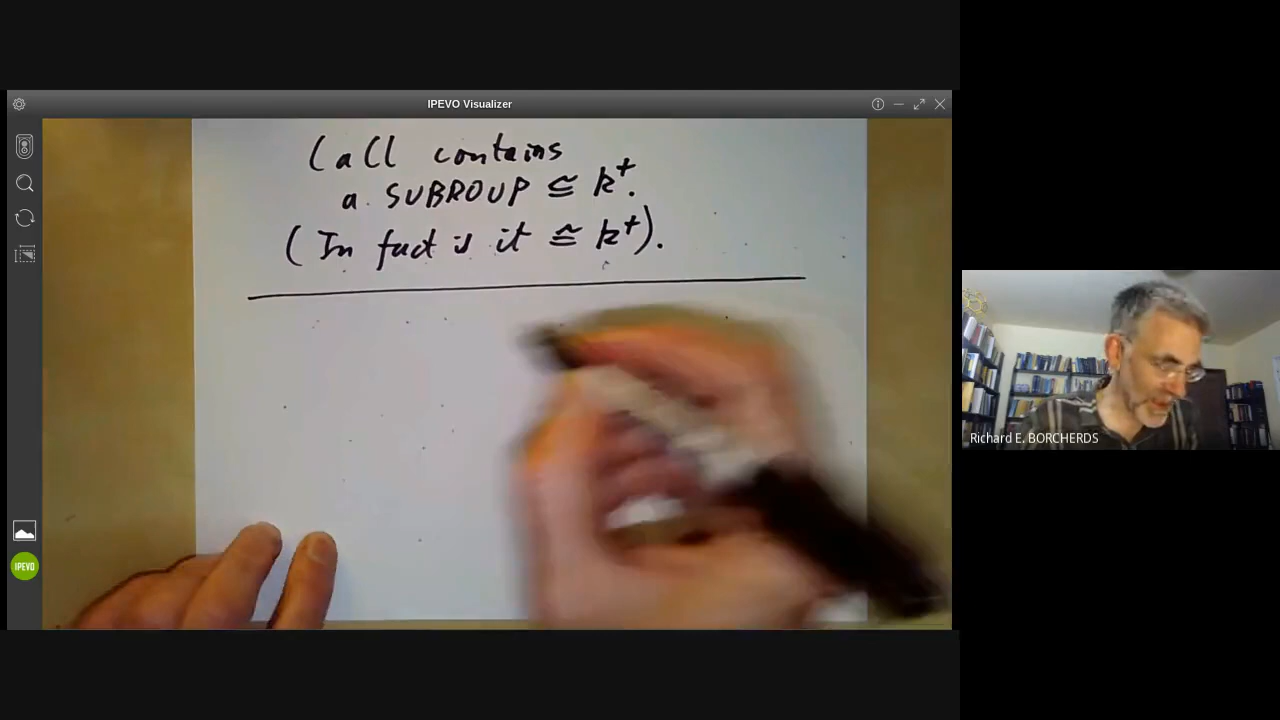 IPEVO Visualizer
(all contains
a SUBROUP ≅ k⁺.
(In fact is it ≅ k⁺).
IPEVO
Richard E. BORCHERDS